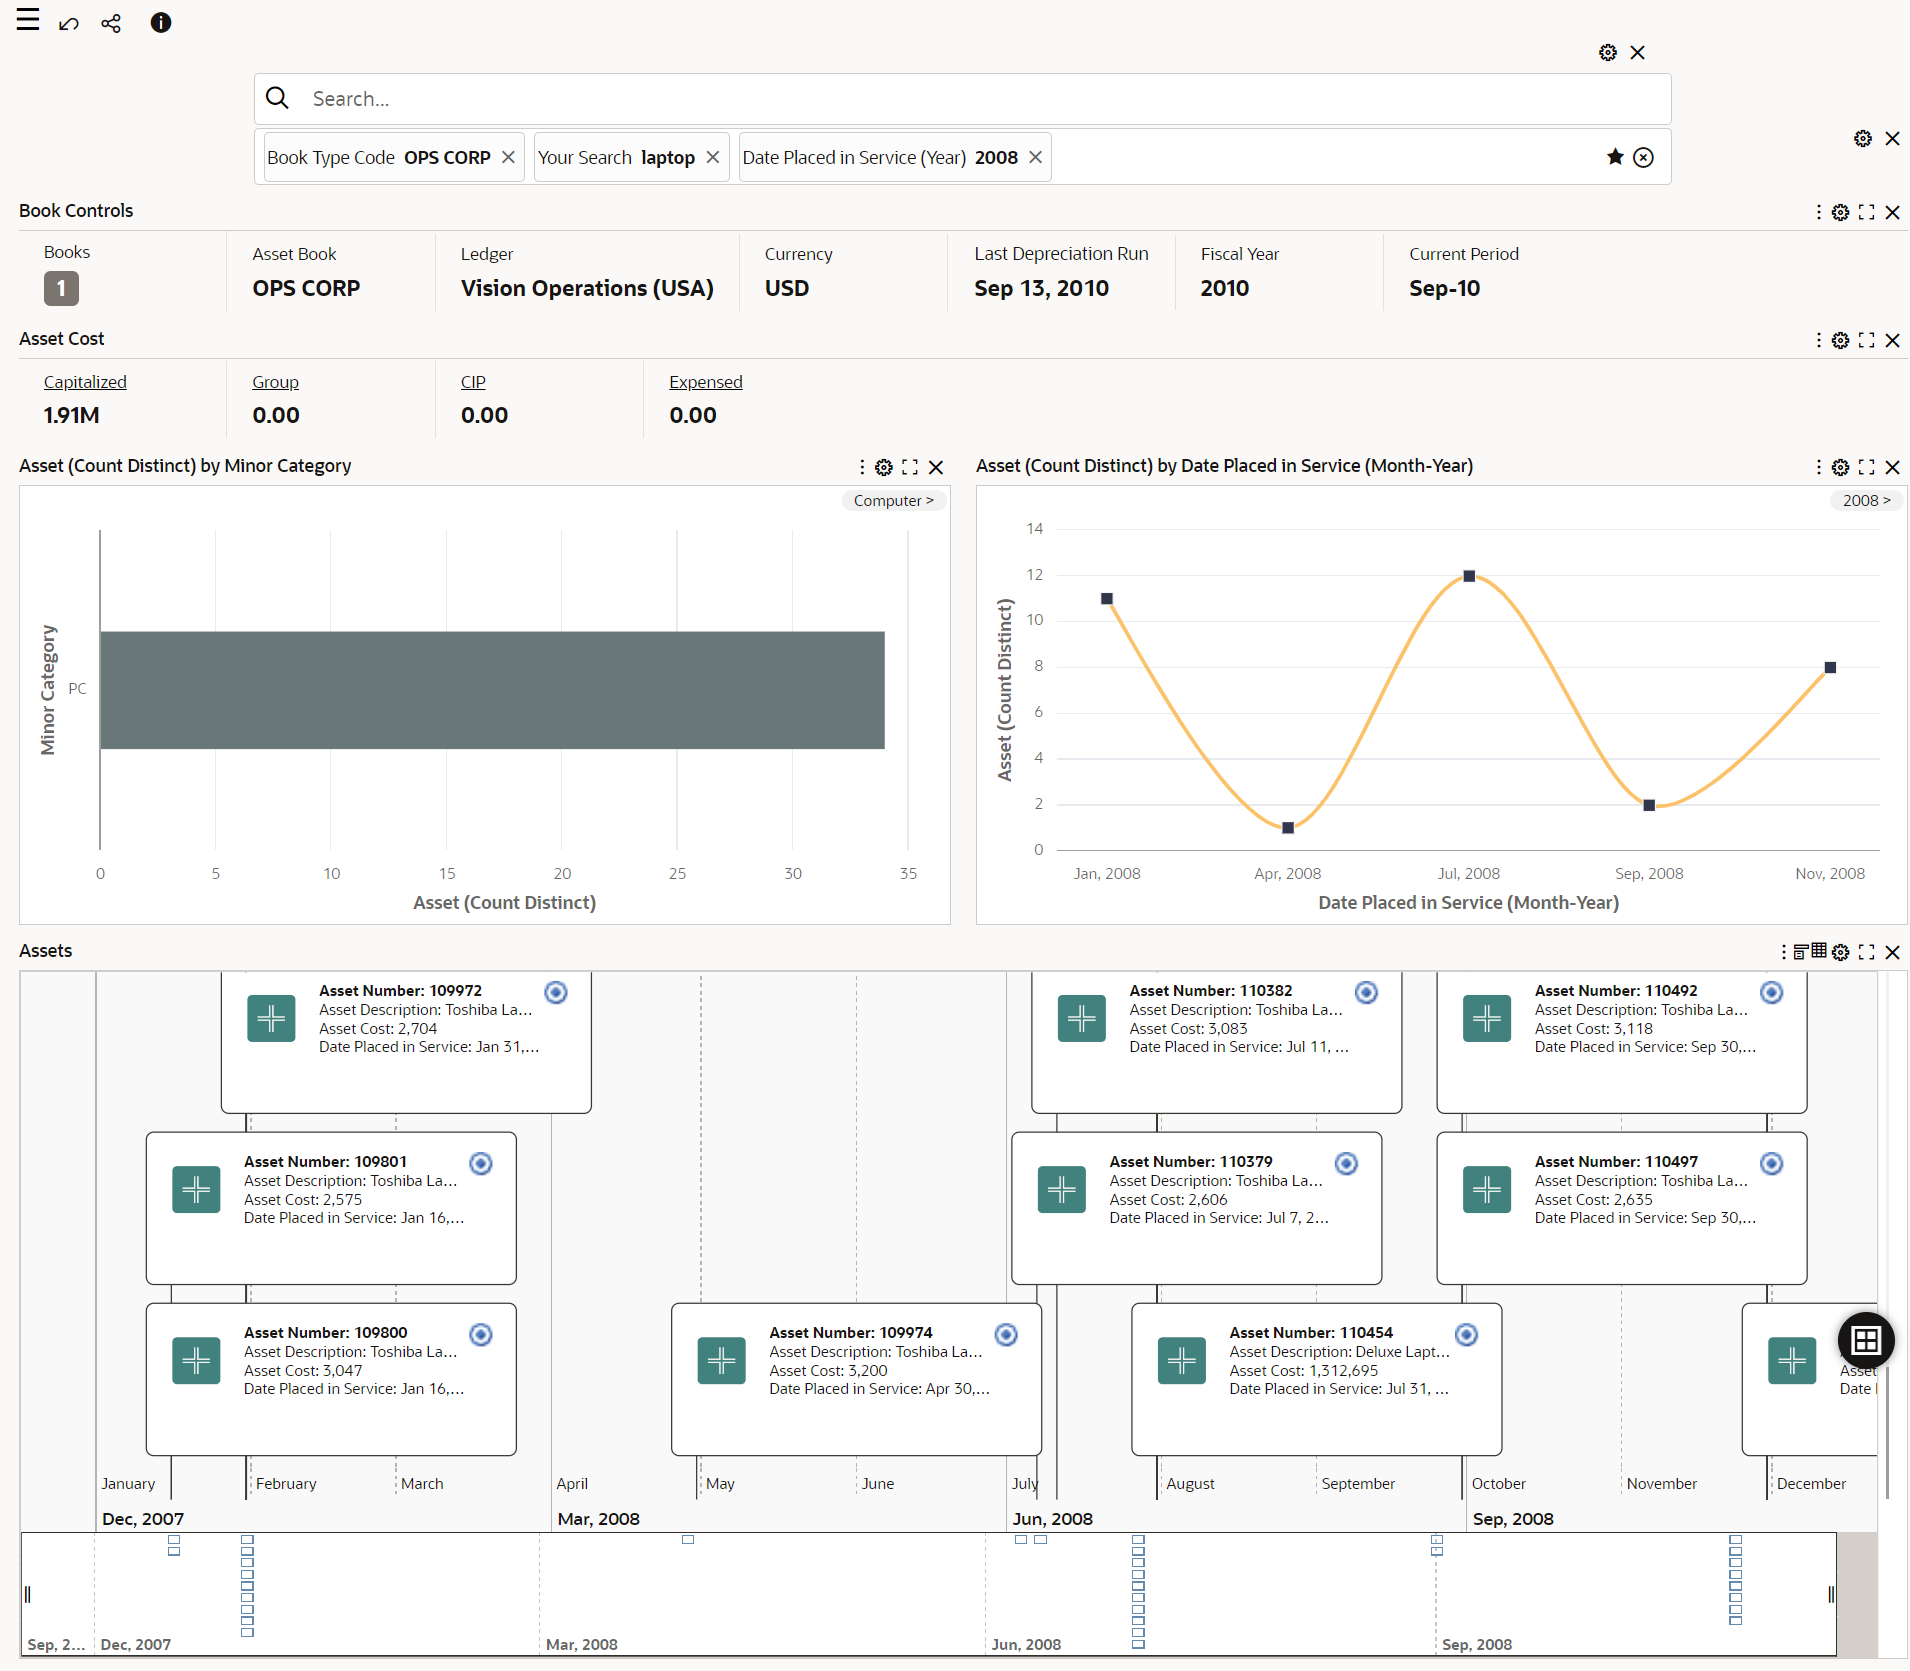 Search...
Book Type Code OPS CORP
Your Search laptop
Date Placed in Service (Year) 2008
Book Controls
Books
1
Asset Book
OPS CORP
Ledger
Vision Operations (USA)
Currency
USD
Last Depreciation Run
Sep 13, 2010
Fiscal Year
2010
Current Period
Sep-10
Asset Cost
Capitalized
1.91M
Group
0.00
CIP
0.00
Expensed
0.00
Asset (Count Distinct) by Minor Category
Computer >
Minor Category
PC
0 5 10 15 20 25 30 35
Asset (Count Distinct)
Asset (Count Distinct) by Date Placed in Service (Month-Year)
2008 >
Asset (Count Distinct)
14
12
10
8
6
4
2
0
Jan, 2008 Apr, 2008 Jul, 2008 Sep, 2008 Nov, 2008
Date Placed in Service (Month-Year)
Assets
Asset Number: 109972
Asset Description: Toshiba La...
Asset Cost: 2,704
Date Placed in Service: Jan 31,...
Asset Number: 110382
Asset Description: Toshiba La...
Asset Cost: 3,083
Date Placed in Service: Jul 11, ...
Asset Number: 110492
Asset Description: Toshiba La...
Asset Cost: 3,118
Date Placed in Service: Sep 30,...
Asset Number: 109801
Asset Description: Toshiba La...
Asset Cost: 2,575
Date Placed in Service: Jan 16,...
Asset Number: 110379
Asset Description: Toshiba La...
Asset Cost: 2,606
Date Placed in Service: Jul 7, 2...
Asset Number: 110497
Asset Description: Toshiba La...
Asset Cost: 2,635
Date Placed in Service: Sep 30,...
Asset Number: 109800
Asset Description: Toshiba La...
Asset Cost: 3,047
Date Placed in Service: Jan 16,...
Asset Number: 109974
Asset Description: Toshiba La...
Asset Cost: 3,200
Date Placed in Service: Apr 30,...
Asset Number: 110454
Asset Description: Deluxe Lapt...
Asset Cost: 1,312,695
Date Placed in Service: Jul 31, ...
Asset
Date
January February March April May June July August September October November December
Dec, 2007 Mar, 2008 Jun, 2008 Sep, 2008
Sep, 2... Dec, 2007 Mar, 2008 Jun, 2008 Sep, 2008